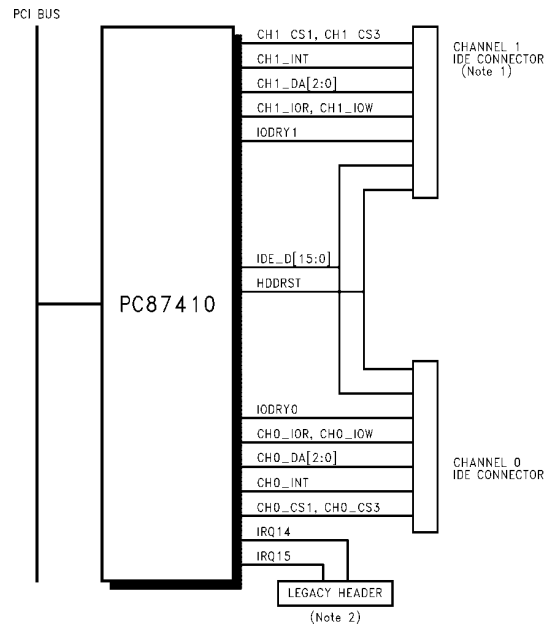 PCI BUS
CH1_CS1, CH1_CS3
CHANNEL 1
IDE CONNECTOR
(Note 1)
CH1_INT
CH1_DA[2:0]
CH1_IOR, CH1_IOW
IODRY1
IDE_D[15:0]
HDDRST
PC87410
IODRY0
CH0_IOR, CH0_IOW
CH0_DA[2:0]
CHANNEL 0
IDE CONNECTOR
CH0_INT
CH0_CS1, CH0_CS3
IRQ14
IRQ15
LEGACY HEADER
(Note 2)